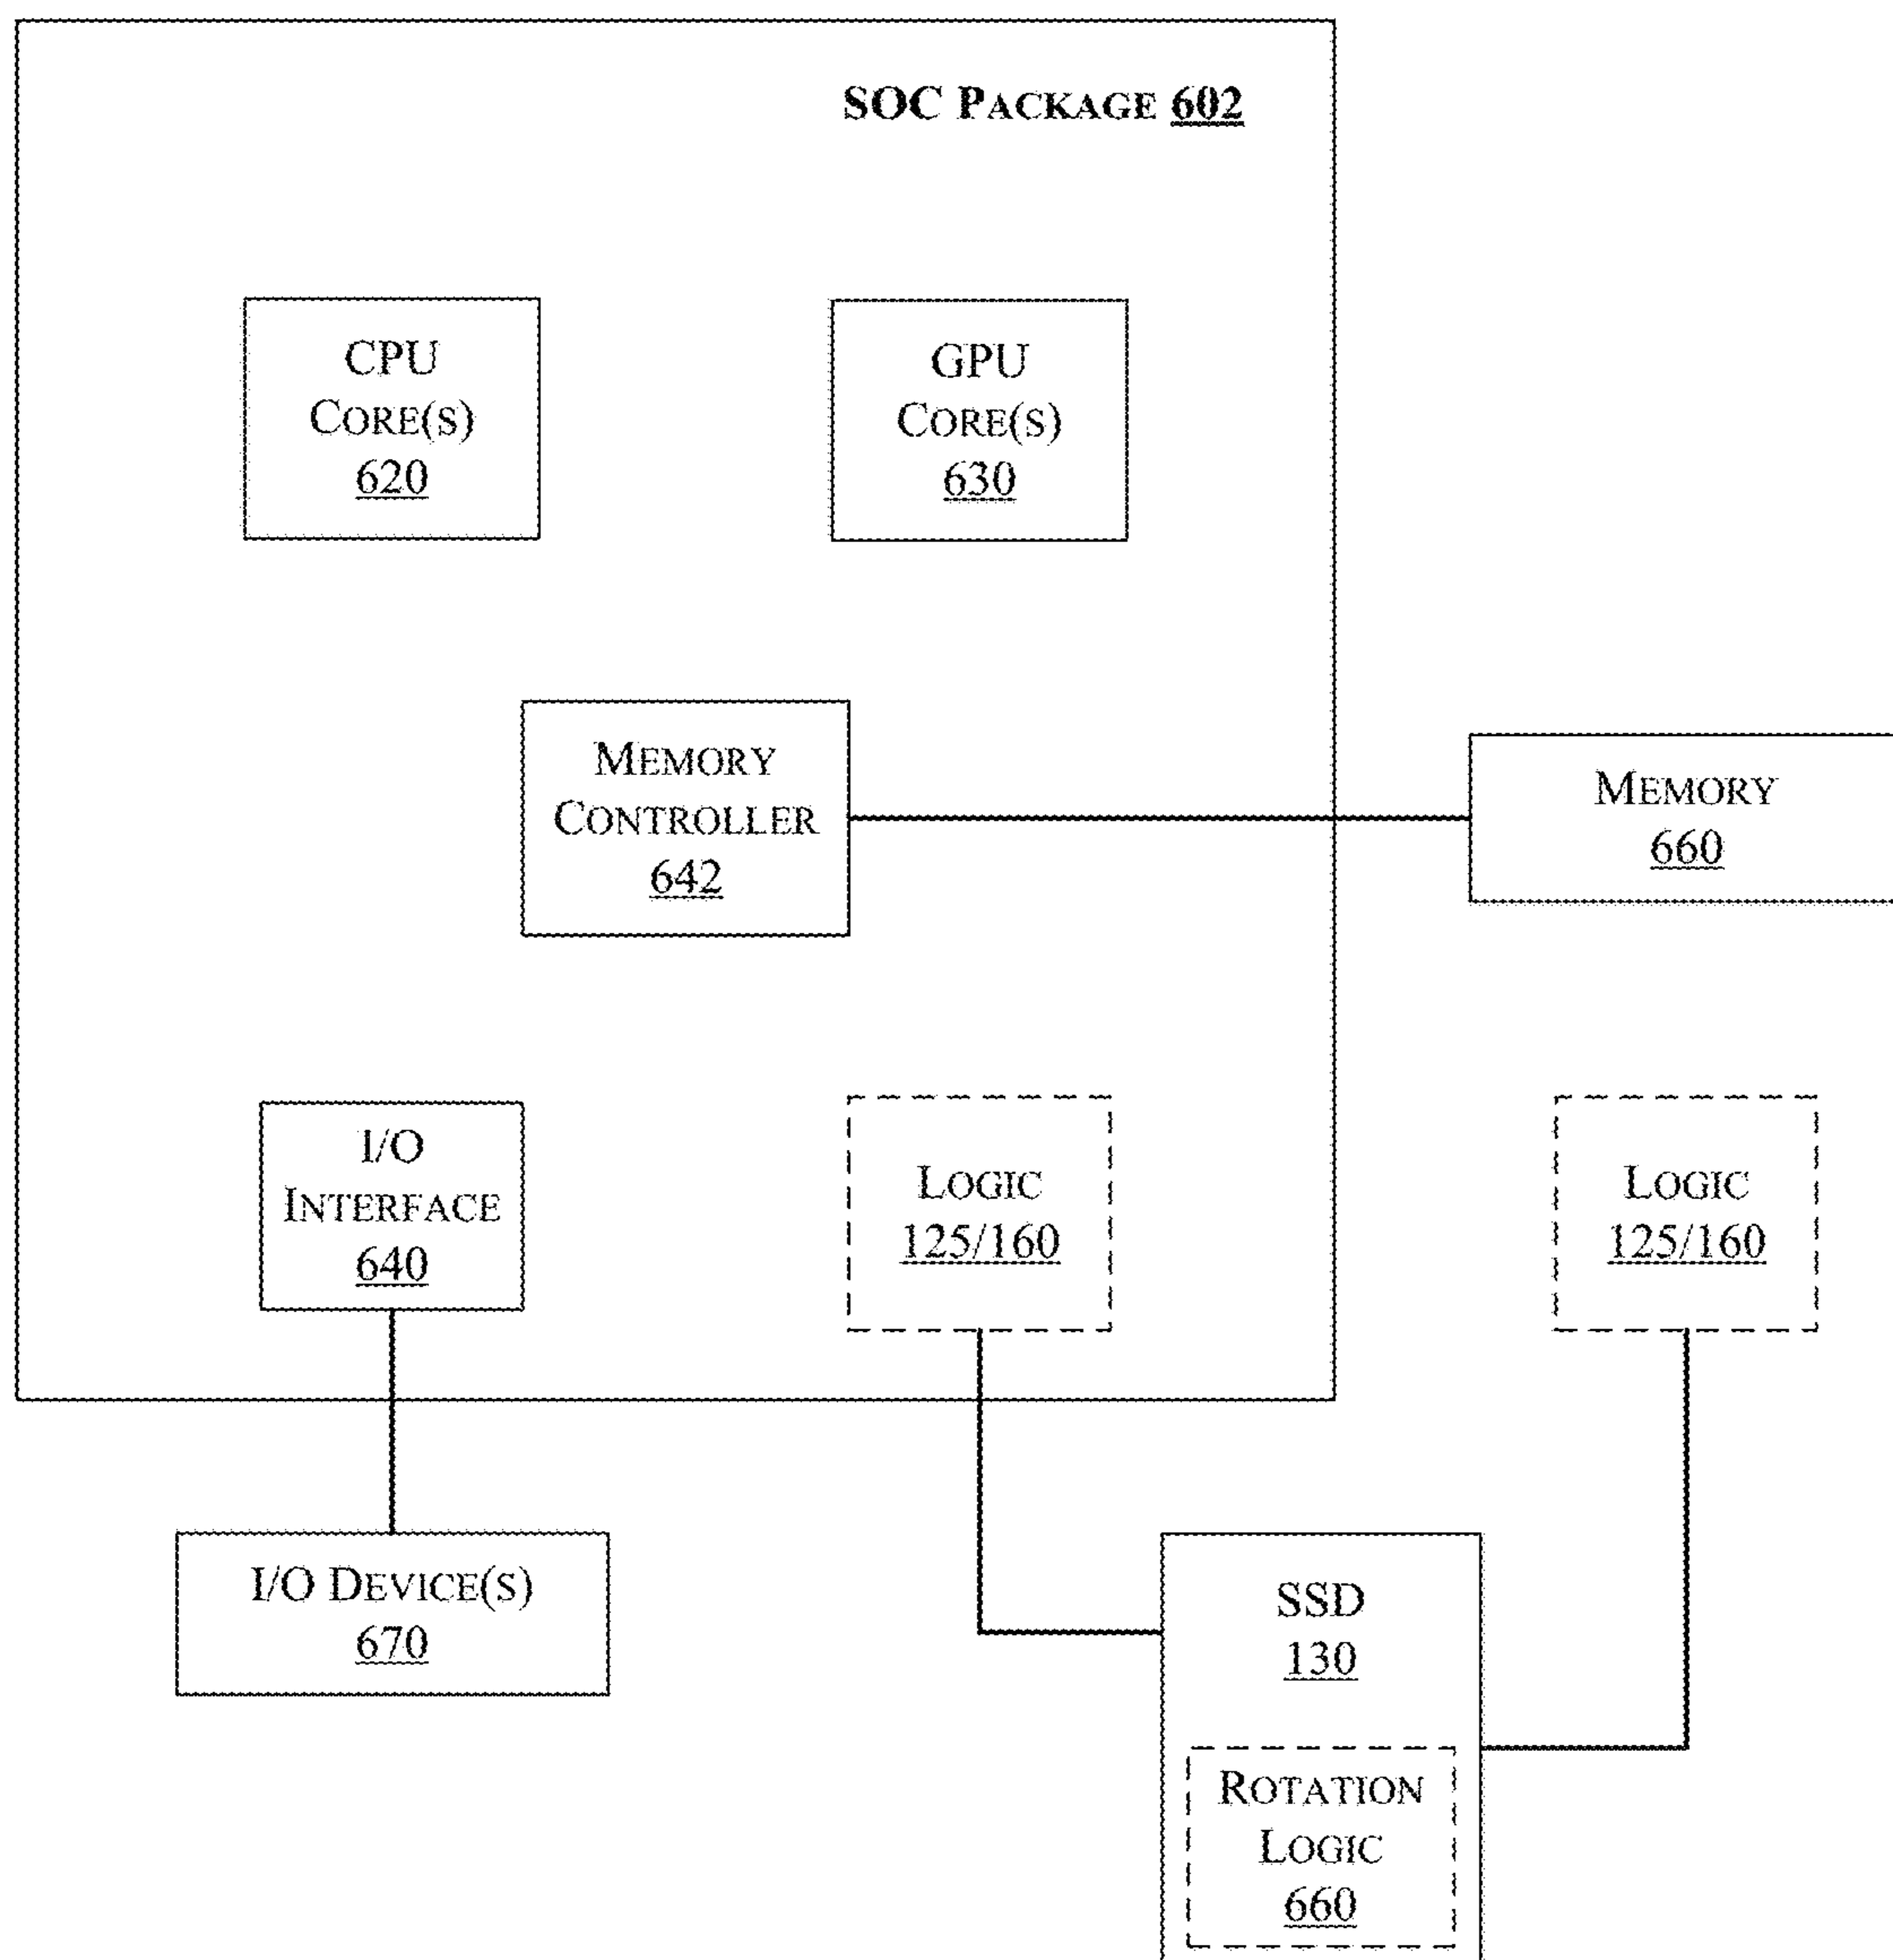 SOC PACKAGE 602
CPU
CORE(S)
620
GPU
CORE(S)
630
MEMORY
CONTROLLER
642
MEMORY
660
I/O
INTERFACE
640
LOGIC
125/160
LOGIC
125/160
I/O DEVICE(S)
670
SSD
130
ROTATION
LOGIC
660